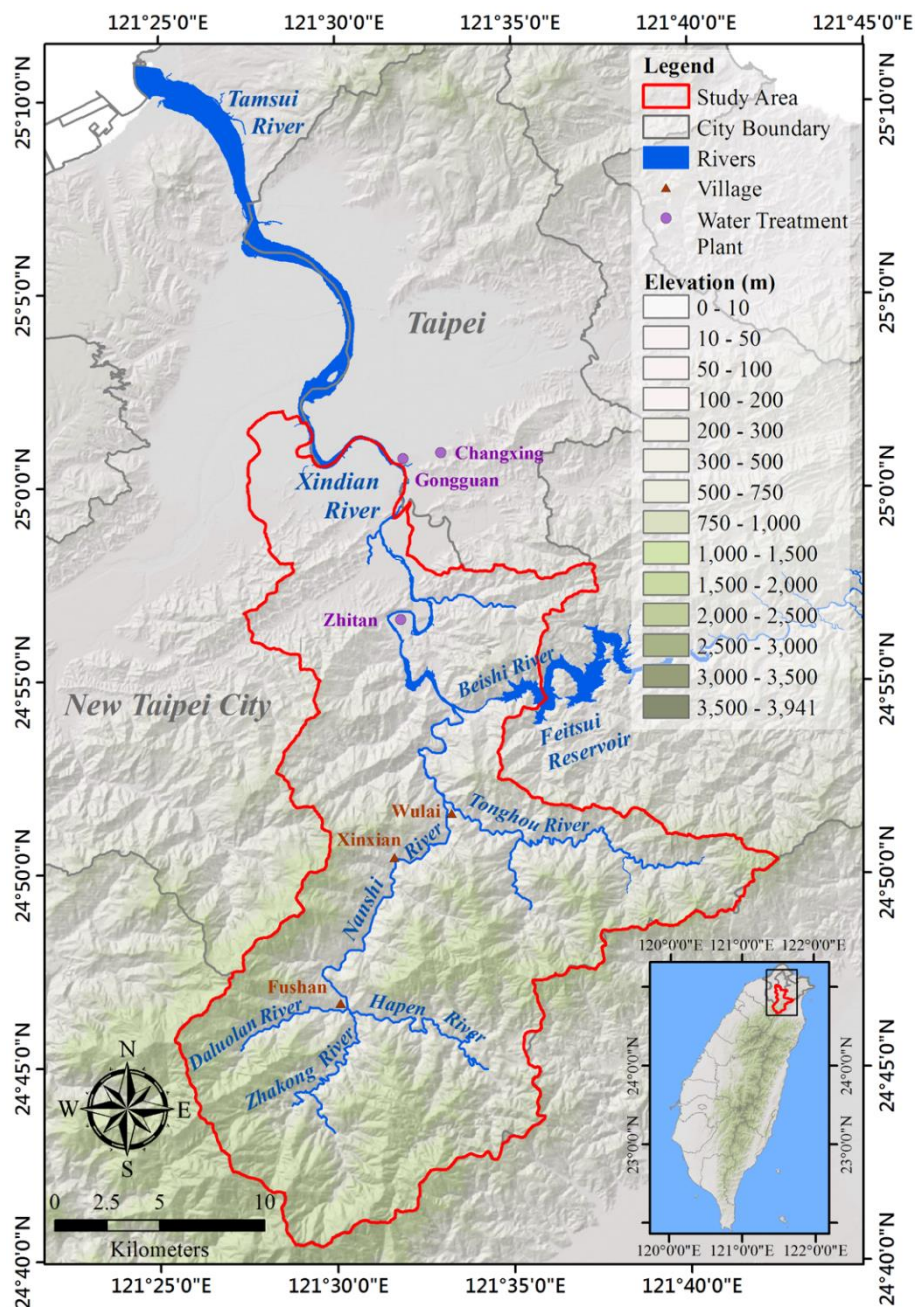 121°25'0"E 121°30'0"E 121°35'0"E 121°40'0"E 121°45'0"E
25°10'0"N
25°5'0"N
25°0'0"N
24°55'0"N
24°50'0"N
24°45'0"N
24°40'0"N
Legend
Study Area
City Boundary
Rivers
Village
Water Treatment
Plant
Elevation (m)
0 - 10
10 - 50
50 - 100
100 - 200
200 - 300
300 - 500
500 - 750
750 - 1,000
1,000 - 1,500
1,500 - 2,000
2,000 - 2,500
2,500 - 3,000
3,000 - 3,500
3,500 - 3,941
Tamsui
River
Taipei
Changxing
Gongguan
Xindian
River
Zhitan
Beishi River
New Taipei City
Feitsui
Reservoir
Wulai
Tonghou River
Xinxian
Nanshi River
Fushan
Daluolan River
Hapen River
Zhakong River
N
W E
S
0 2.5 5 10
Kilometers
120°0'0"E 121°0'0"E 122°0'0"E
24°0'0"N
23°0'0"N
24°0'0"N
23°0'0"N
120°0'0"E 121°0'0"E 122°0'0"E
25°10'0"N
25°5'0"N
25°0'0"N
24°55'0"N
24°50'0"N
24°45'0"N
24°40'0"N
121°25'0"E 121°30'0"E 121°35'0"E 121°40'0"E